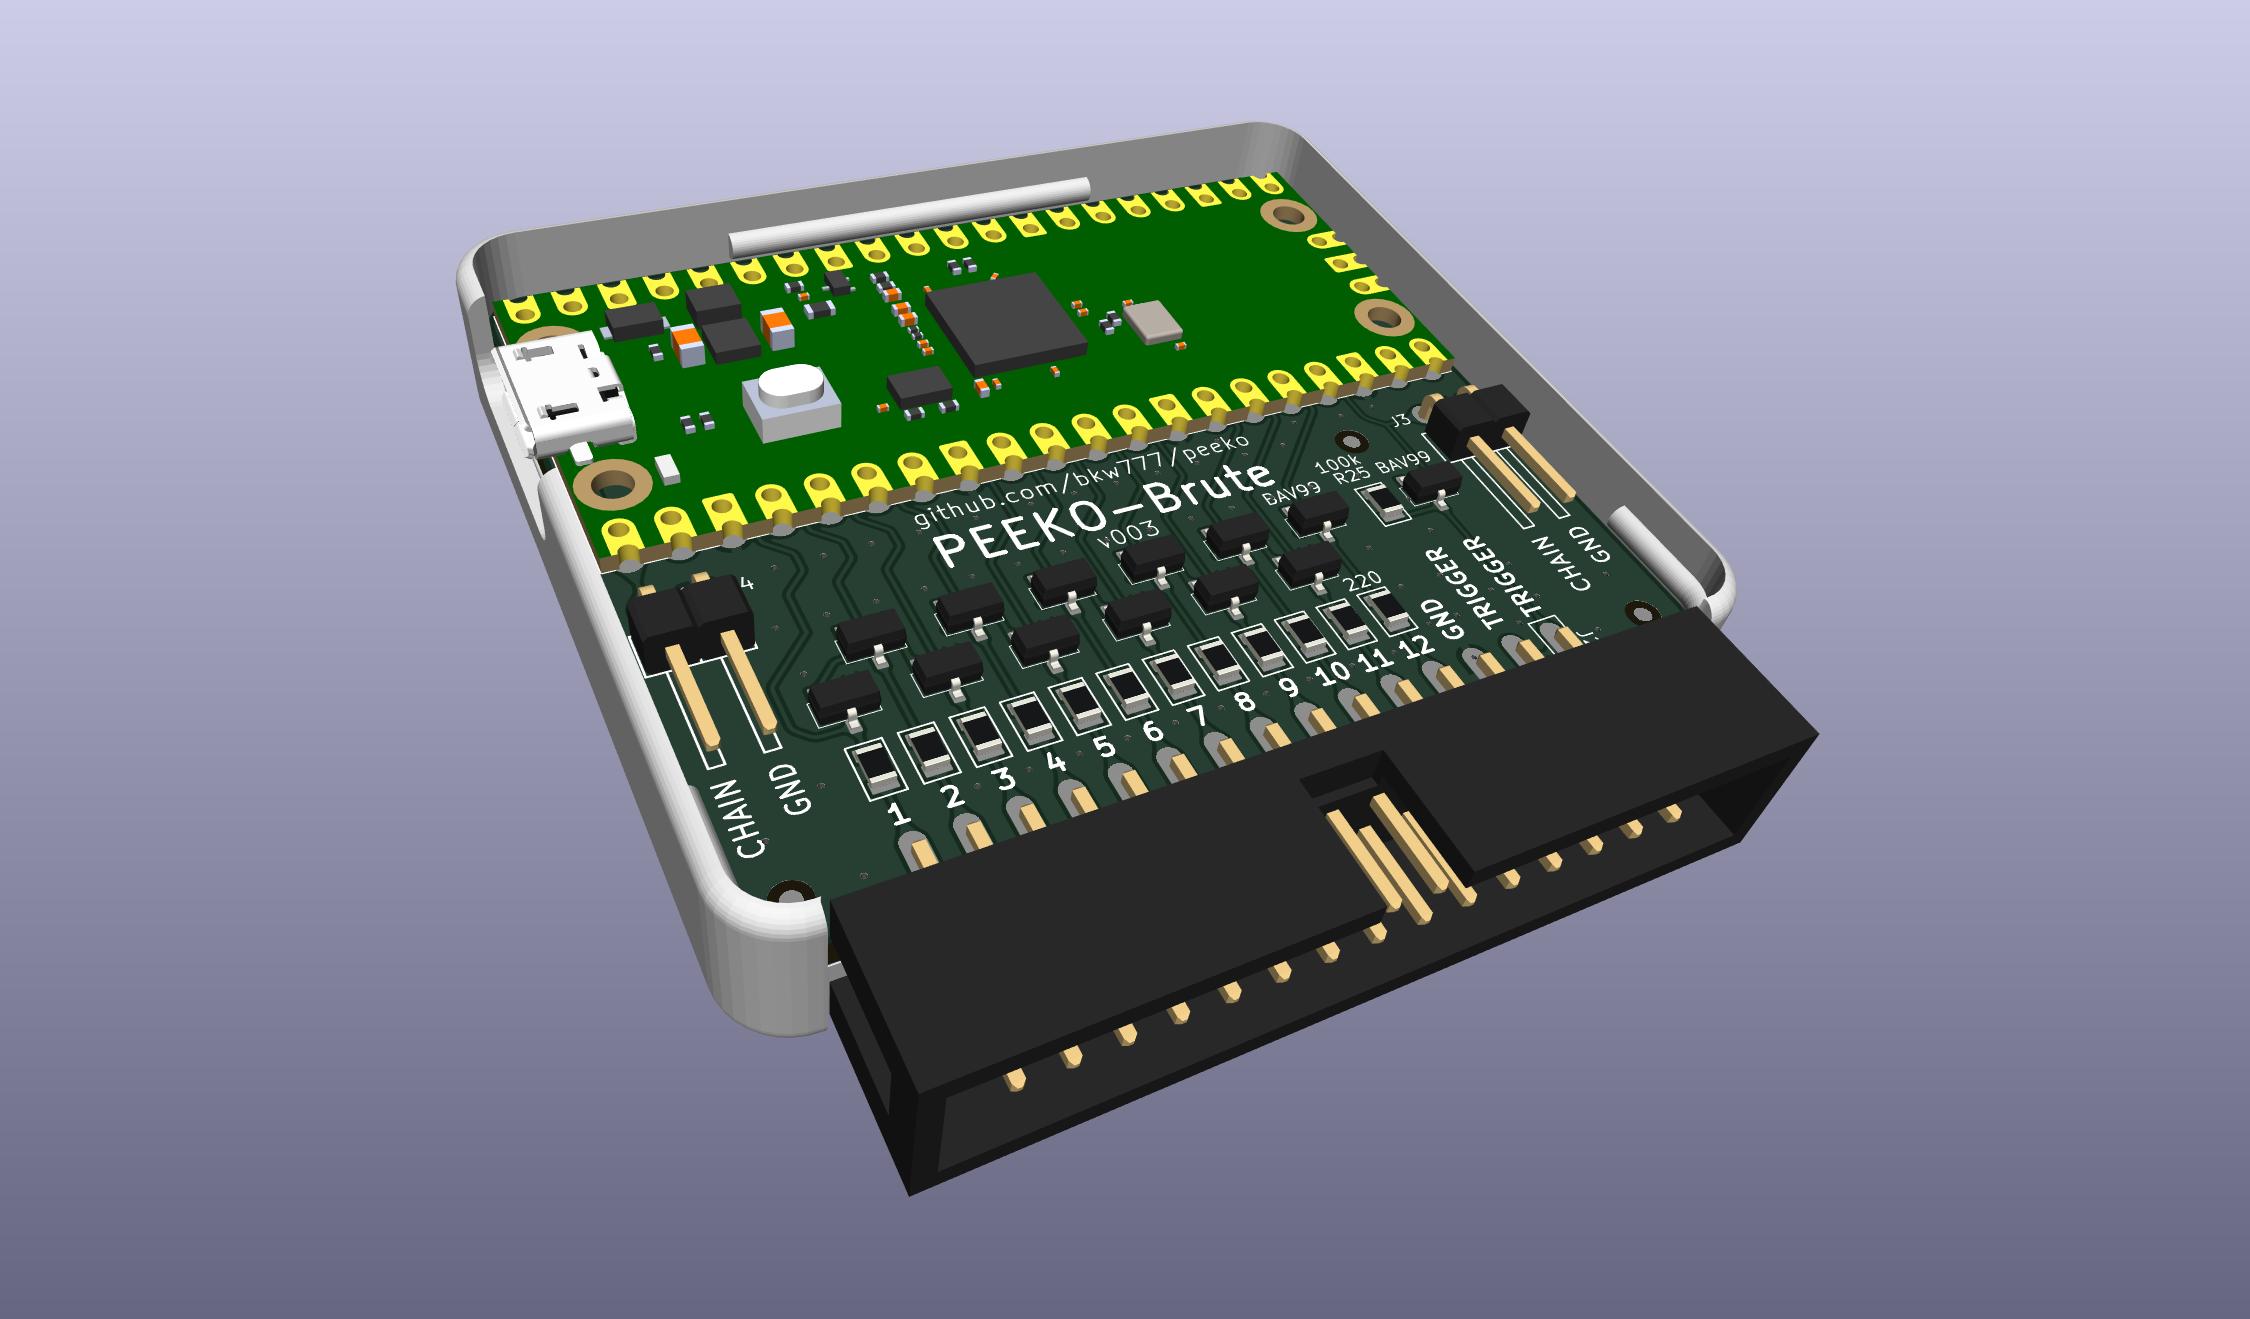 github.com/bkw777/peeko
PEEKO-Brute
v003
100k
R25
BAV99
BAV99
J3
4
220
1
2
3
4
5
6
7
8
9
10
11
12
GND
TRIGGER
TRIGGER
CHAIN
GND
CHAIN
GND